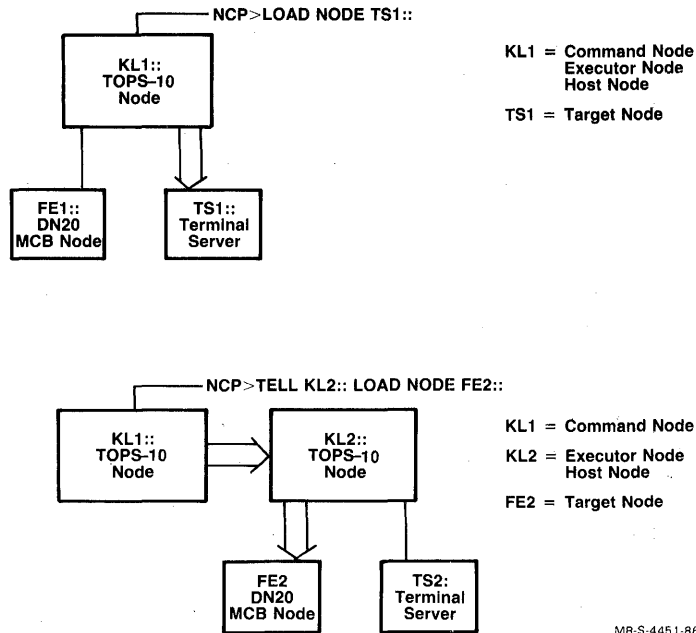 NCP>LOAD NODE TS1::
KL1::
TOPS-10
Node
KL1 = Command Node
Executor Node
Host Node
TS1 = Target Node
FE1::
DN20
MCB Node
TS1::
Terminal
Server
NCP>TELL KL2:: LOAD NODE FE2::
KL1::
TOPS-10
Node
KL2::
TOPS-10
Node
KL1 = Command Node
KL2 = Executor Node
Host Node
FE2 = Target Node
FE2
DN20
MCB Node
TS2:
Terminal
Server
MR-S-4451-86